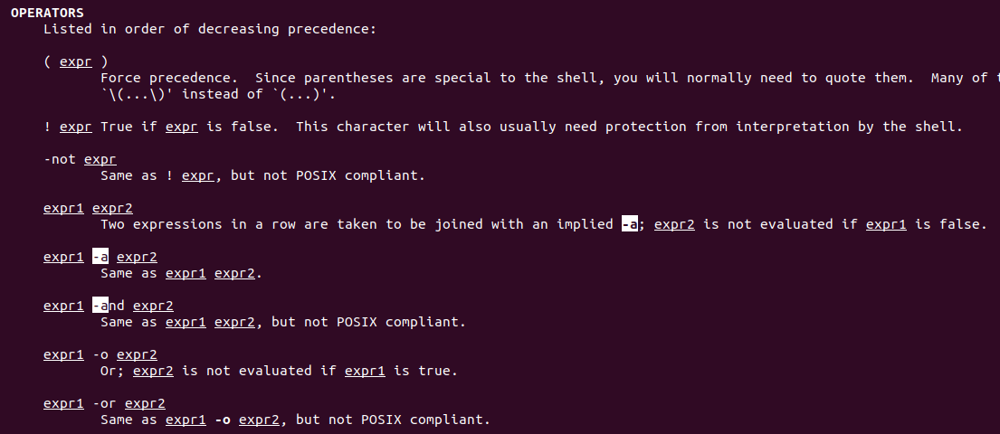 OPERATORS
Listed in order of decreasing precedence:
( expr )
Force precedence.  Since parentheses are special to the shell, you will normally need to quote them.  Many of
`\(...\)' instead of `(...)'.
! expr True if expr is false.  This character will also usually need protection from interpretation by the shell.
-not expr
Same as ! expr, but not POSIX compliant.
expr1 expr2
Two expressions in a row are taken to be joined with an implied -a; expr2 is not evaluated if expr1 is false.
expr1 -a expr2
Same as expr1 expr2.
expr1 -and expr2
Same as expr1 expr2, but not POSIX compliant.
expr1 -o expr2
Or; expr2 is not evaluated if expr1 is true.
expr1 -or expr2
Same as expr1 -o expr2, but not POSIX compliant.